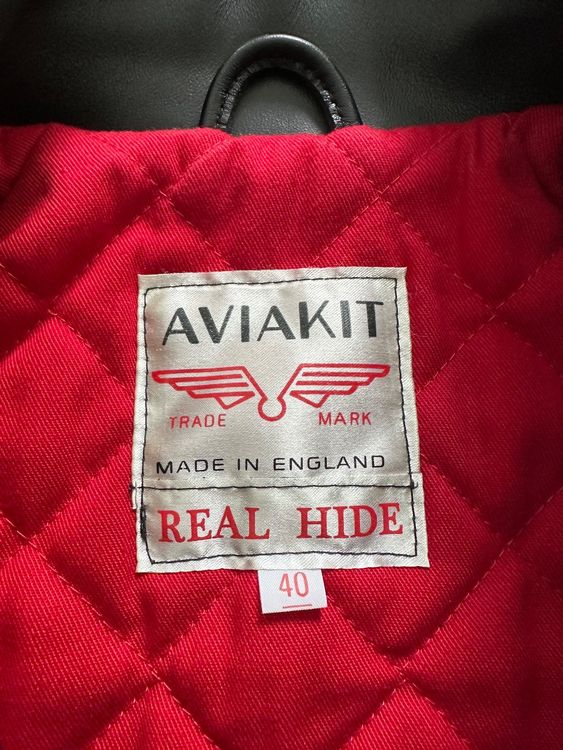 AVIAKIT
TRADE MARK
MADE IN ENGLAND
REAL HIDE
40